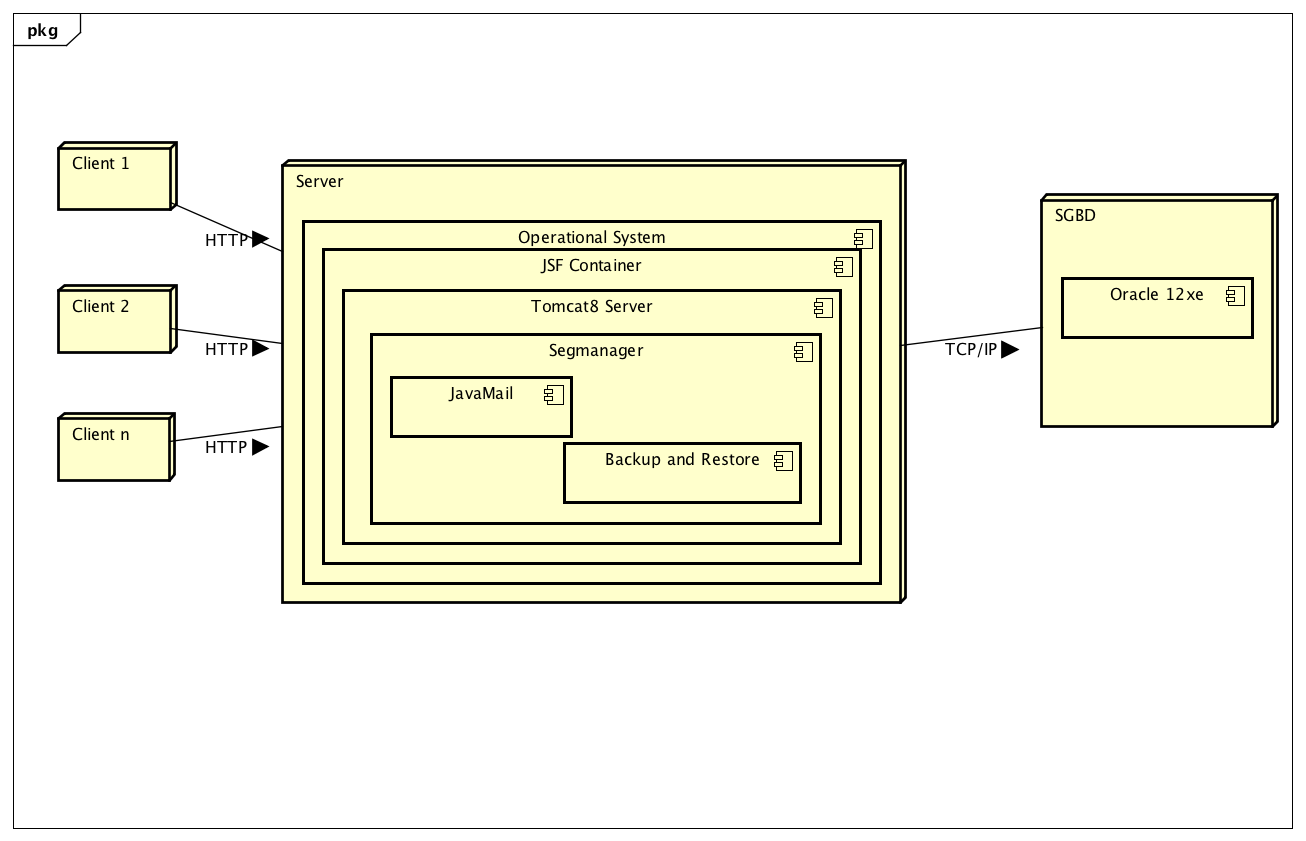 pkg
Client 1
HTTP
Client 2
HTTP
Client n
HTTP
Server
Operational System
JSF Container
Tomcat8 Server
Segmanager
JavaMail
Backup and Restore
TCP/IP
SGBD
Oracle 12xe